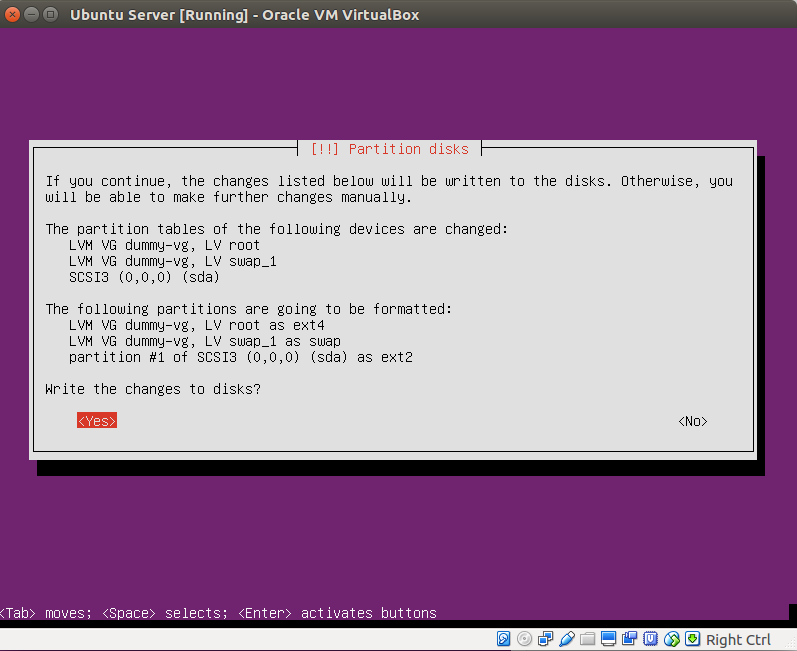 Ubuntu Server [Running] - Oracle VM VirtualBox
[!!] Partition disks
If you continue, the changes listed below will be written to the disks. Otherwise, you
will be able to make further changes manually.
The partition tables of the following devices are changed:
LVM VG dummy-vg, LV root
LVM VG dummy-vg, LV swap_1
SCSI3 (0,0,0) (sda)
The following partitions are going to be formatted:
LVM VG dummy-vg, LV root as ext4
LVM VG dummy-vg, LV swap_1 as swap
partition #1 of SCSI3 (0,0,0) (sda) as ext2
Write the changes to disks?
<Yes> <No>
<Tab> moves; <Space> selects; <Enter> activates buttons
Right Ctrl